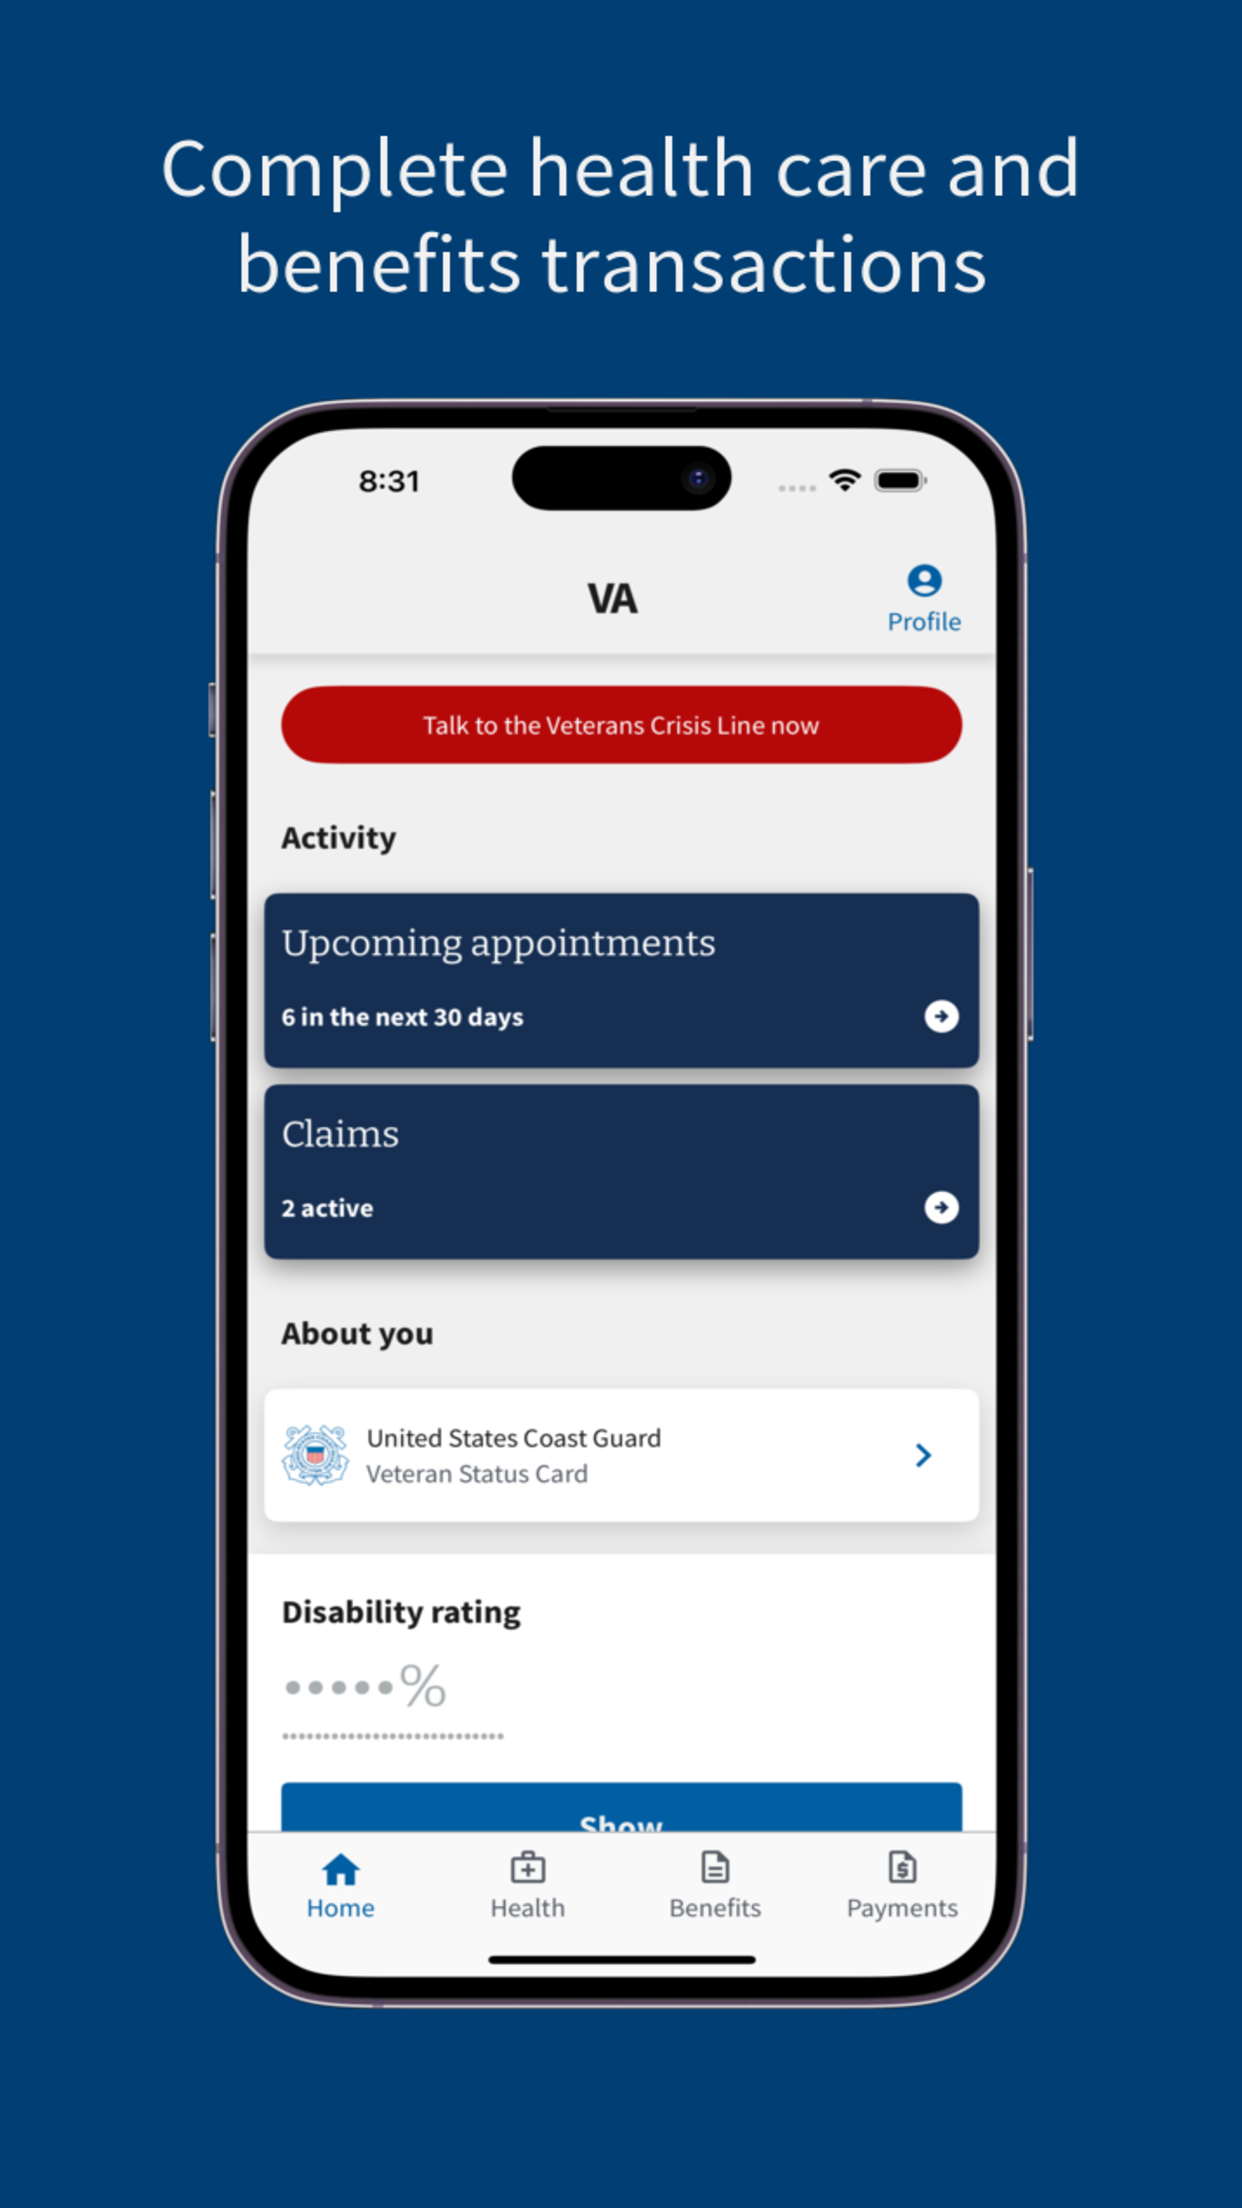 Complete health care and
benefits transactions
8:31
VA
Profile
Talk to the Veterans Crisis Line now
Activity
Upcoming appointments
6 in the next 30 days
Claims
2 active
About you
United States Coast Guard
Veteran Status Card
Disability rating
•••••%
Show
Home
Health
Benefits
Payments